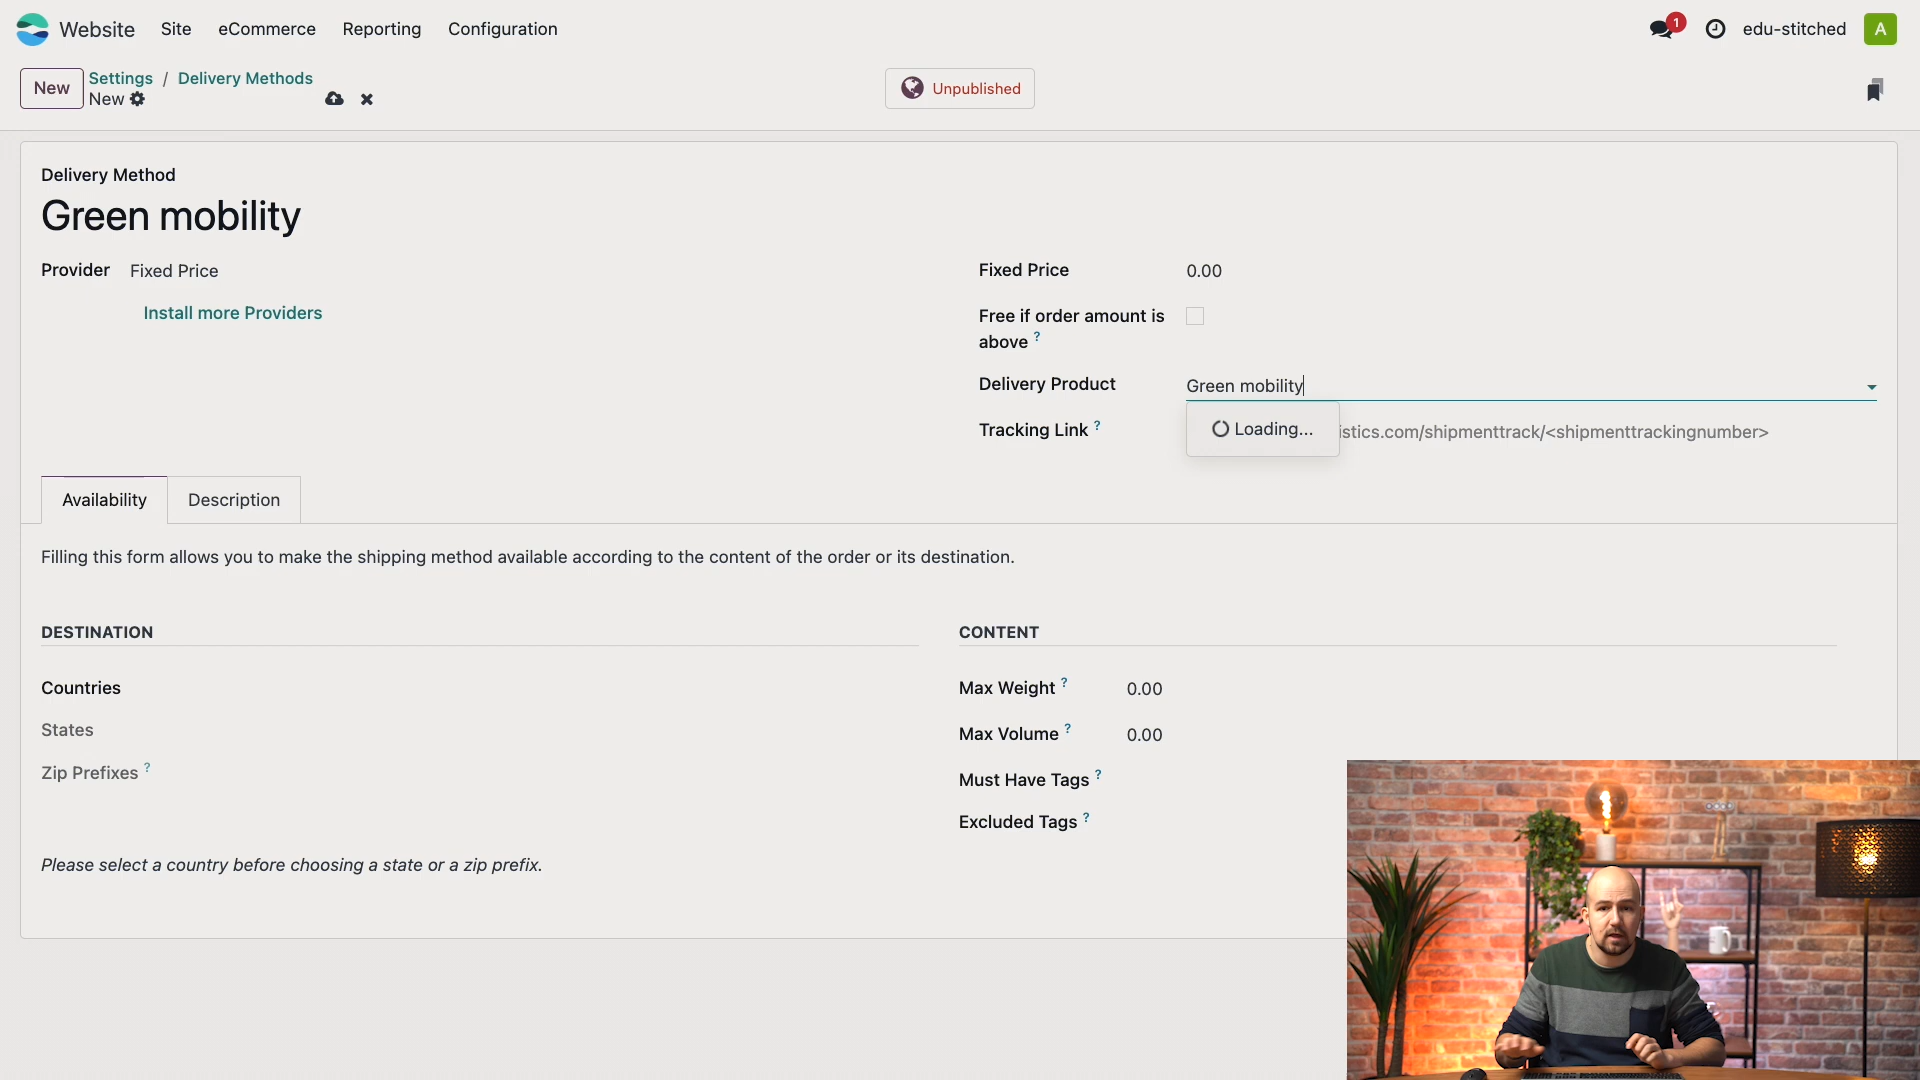 Website Site eCommerce Reporting Configuration 1 edu-stitched A
New Settings / Delivery Methods
New
Unpublished
Delivery Method
Green mobility
Provider Fixed Price
Install more Providers
Fixed Price 0.00
Free if order amount is
above ?
Delivery Product Green mobility
Tracking Link ? Loading... istics.com/shipmenttrack/<shipmenttrackingnumber>
Availability Description
Filling this form allows you to make the shipping method available according to the content of the order or its destination.
DESTINATION
Countries
States
Zip Prefixes ?
Please select a country before choosing a state or a zip prefix.
CONTENT
Max Weight ? 0.00
Max Volume ? 0.00
Must Have Tags ?
Excluded Tags ?